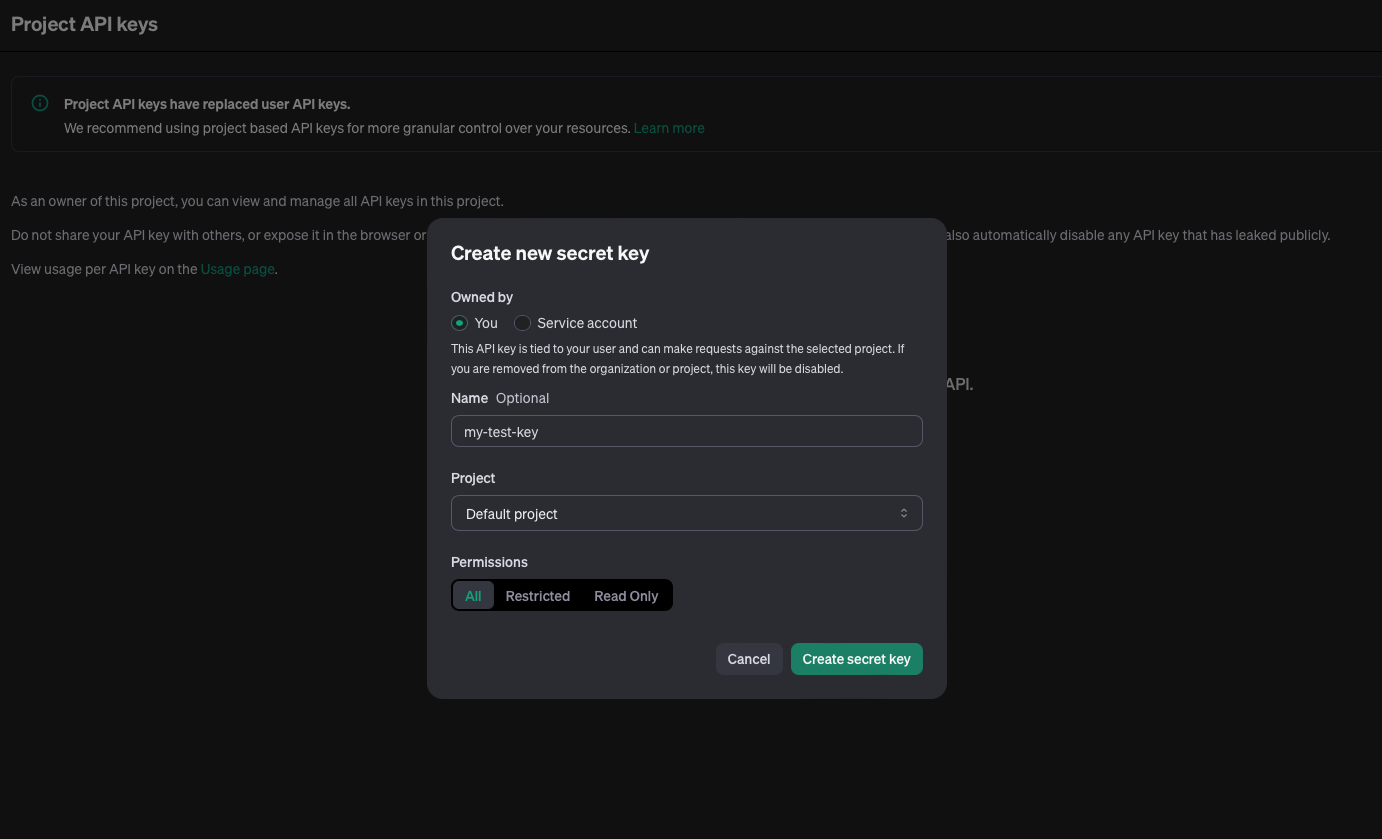 Project API keys
Project API keys have replaced user API keys.
We recommend using project based API keys for more granular control over your resources. Learn more
As an owner of this project, you can view and manage all API keys in this project.
Do not share your API key with others, or expose it in the browser or
also automatically disable any API key that has leaked publicly.
View usage per API key on the Usage page.
API.
Create new secret key
Owned by
You Service account
This API key is tied to your user and can make requests against the selected project. If
you are removed from the organization or project, this key will be disabled.
Name Optional
my-test-key
Project
Default project
Permissions
All Restricted Read Only
Cancel Create secret key